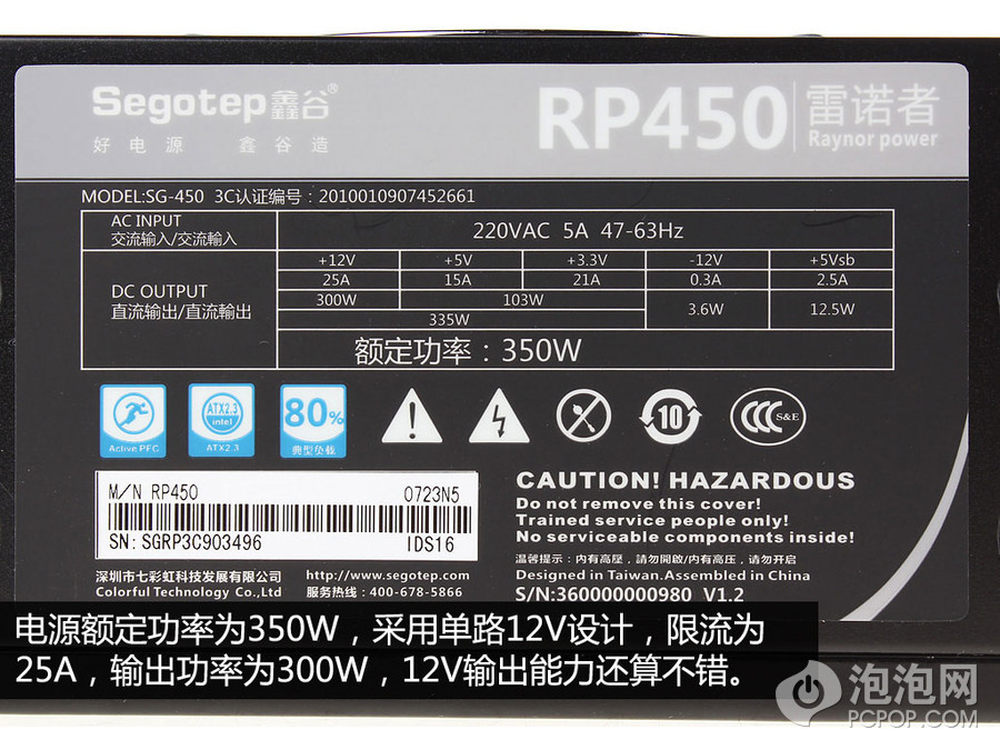 Segotep鑫谷®
好电源 鑫谷造
RP450
雷诺者
Raynor power
MODEL:SG-450 3C认证编号：2010010907452661
AC INPUT
交流输入/交流輸入
220VAC 5A 47-63Hz
DC OUTPUT
直流输出/直流輸出
+12V +5V +3.3V -12V +5Vsb
25A 15A 21A 0.3A 2.5A
300W 103W 3.6W 12.5W
335W
额定功率：350W
Active PFC
ATX2.3
intel
ATX2.3
80%
典型负载
10
CCC S&E
M/N RP450 0723N5
SN: SGRP3C903496 IDS16
CAUTION! HAZARDOUS
Do not remove this cover!
Trained service people only!
No serviceable components inside!
温馨提示：内有高壓，請勿開啟/内有高压，请勿开启
Designed in Taiwan.Assembled in China
S/N:360000000980 V1.2
深圳市七彩虹科技发展有限公司
Colorful Technology Co.,Ltd
http://www.segotep.com
服务热线：400-678-5866
电源额定功率为350W，采用单路12V设计，限流为
25A，输出功率为300W，12V输出能力还算不错。
泡泡网
PCPOP.COM